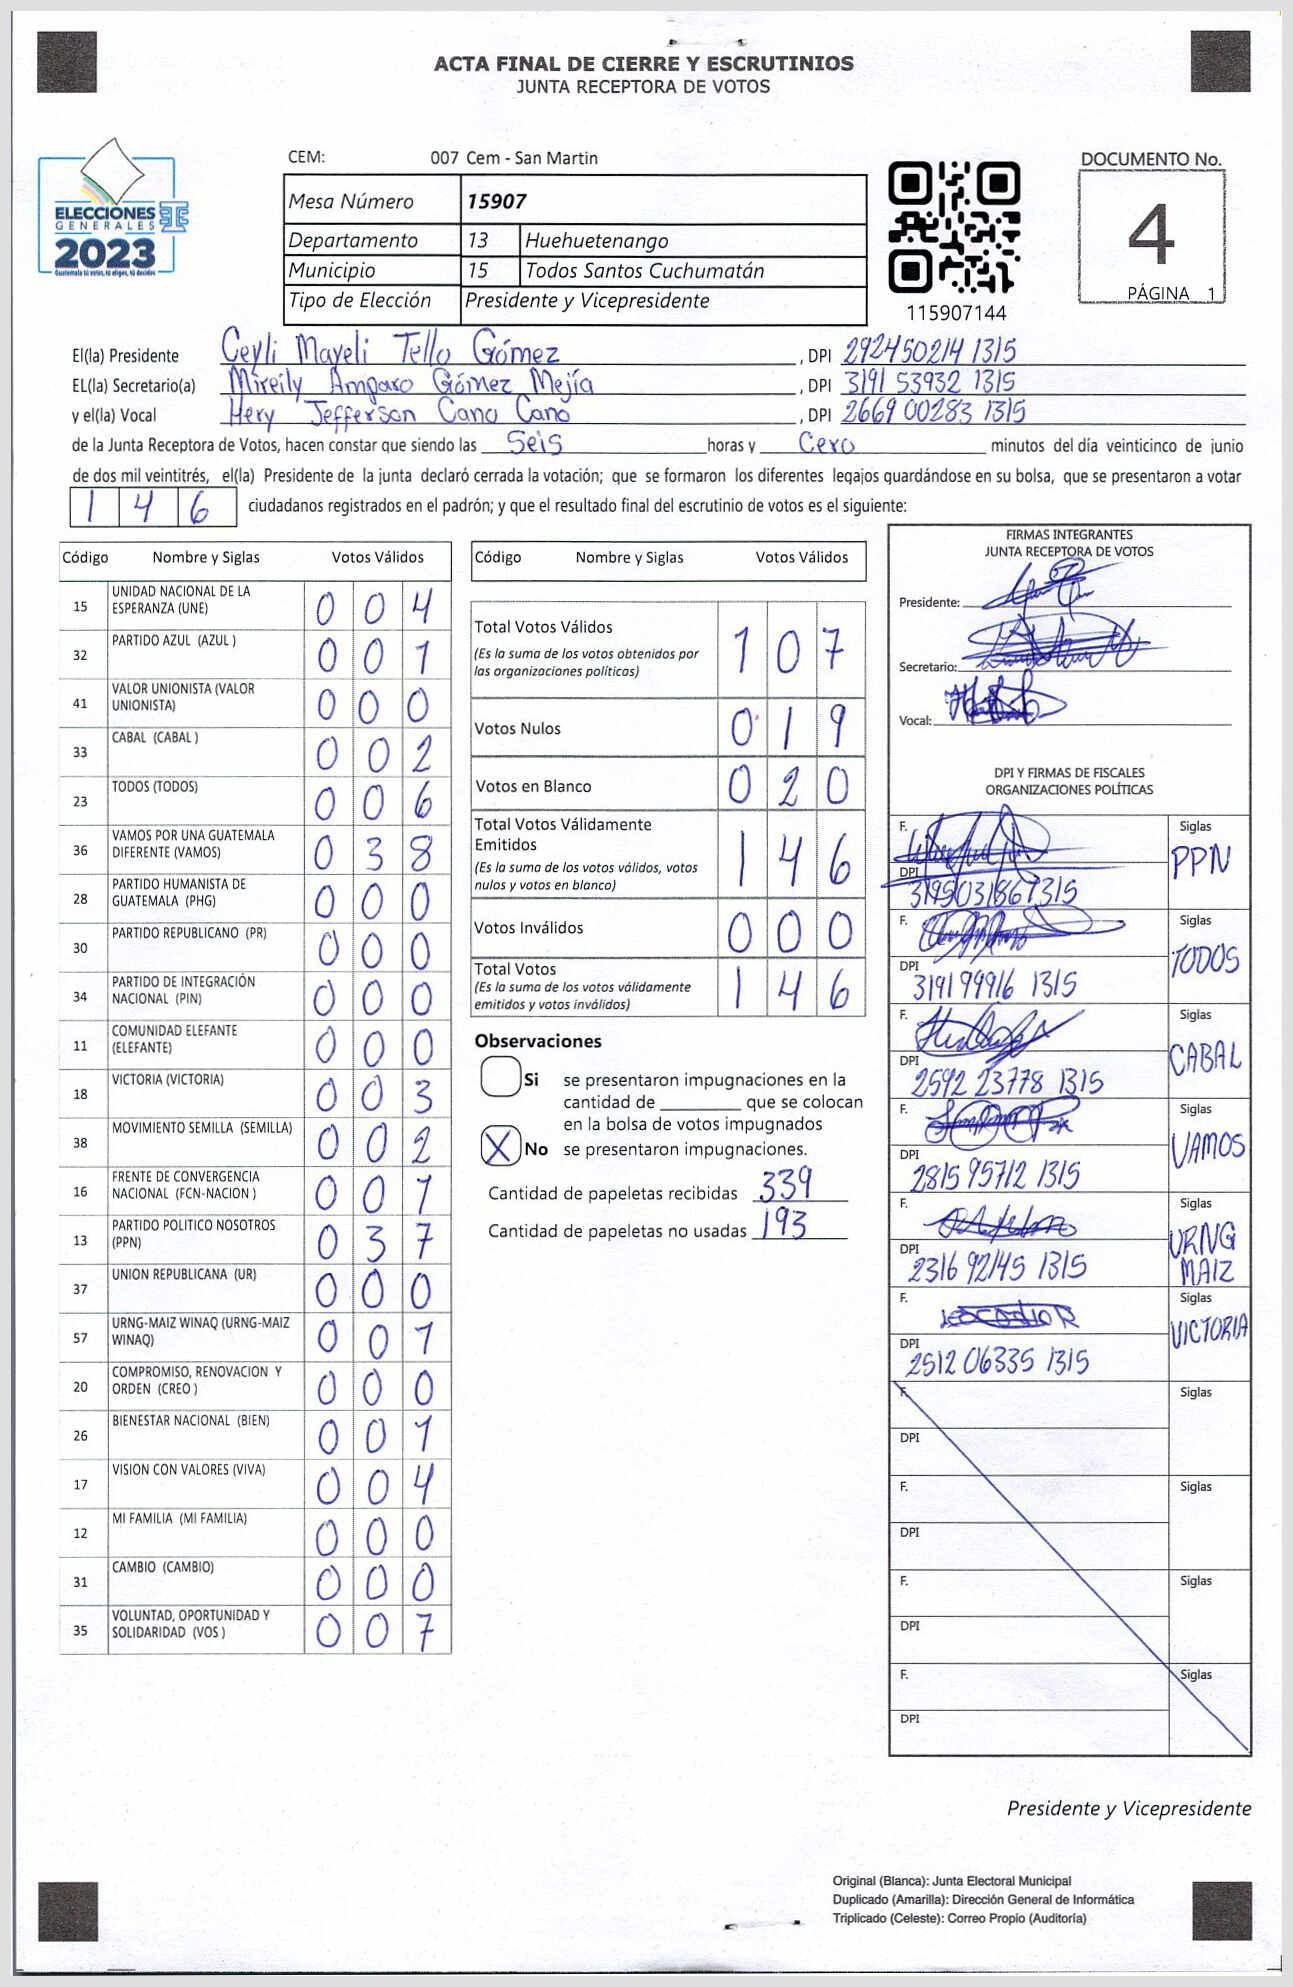 ACTA FINAL DE CIERRE Y ESCRUTINIOS
JUNTA RECEPTORA DE VOTOS
ELECCIONES
GENERALES
2023
Guatemala tú votas, tú eliges, tú decides
CEM: 007 Cem - San Martin
Mesa Número 15907
Departamento 13 Huehuetenango
Municipio 15 Todos Santos Cuchumatán
Tipo de Elección Presidente y Vicepresidente
115907144
DOCUMENTO No.
4
PÁGINA 1
El(la) Presidente Ceyli Mayeli Tello Gómez, DPI 292450214 1315
EL(la) Secretario(a) Mireily Amparo Gómez Mejía, DPI 3191 53932 1315
y el(la) Vocal Hery Jefferson Cano Cano, DPI 2669 00283 1315
de la Junta Receptora de Votos, hacen constar que siendo las Seis horas y Cero minutos del día veinticinco de junio
de dos mil veintitrés, el(la) Presidente de la junta declaró cerrada la votación; que se formaron los diferentes legajos guardándose en su bolsa, que se presentaron a votar
146 ciudadanos registrados en el padrón; y que el resultado final del escrutinio de votos es el siguiente:
Código Nombre y Siglas Votos Válidos
15 UNIDAD NACIONAL DE LA ESPERANZA (UNE) 0 0 4
32 PARTIDO AZUL (AZUL ) 0 0 1
41 VALOR UNIONISTA (VALOR UNIONISTA) 0 0 0
33 CABAL (CABAL ) 0 0 2
23 TODOS (TODOS) 0 0 6
36 VAMOS POR UNA GUATEMALA DIFERENTE (VAMOS) 0 3 8
28 PARTIDO HUMANISTA DE GUATEMALA (PHG) 0 0 0
30 PARTIDO REPUBLICANO (PR) 0 0 0
34 PARTIDO DE INTEGRACIÓN NACIONAL (PIN) 0 0 0
11 COMUNIDAD ELEFANTE (ELEFANTE) 0 0 0
18 VICTORIA (VICTORIA) 0 0 3
38 MOVIMIENTO SEMILLA (SEMILLA) 0 0 2
16 FRENTE DE CONVERGENCIA NACIONAL (FCN-NACION ) 0 0 1
13 PARTIDO POLITICO NOSOTROS (PPN) 0 3 7
37 UNION REPUBLICANA (UR) 0 0 0
57 URNG-MAIZ WINAQ (URNG-MAIZ WINAQ) 0 0 1
20 COMPROMISO, RENOVACION Y ORDEN (CREO ) 0 0 0
26 BIENESTAR NACIONAL (BIEN) 0 0 1
17 VISION CON VALORES (VIVA) 0 0 4
12 MI FAMILIA (MI FAMILIA) 0 0 0
31 CAMBIO (CAMBIO) 0 0 0
35 VOLUNTAD, OPORTUNIDAD Y SOLIDARIDAD (VOS ) 0 0 7
Código Nombre y Siglas Votos Válidos
Total Votos Válidos 1 0 7
(Es la suma de los votos obtenidos por
las organizaciones políticas)
Votos Nulos 0 1 9
Votos en Blanco 0 2 0
Total Votos Válidamente
Emitidos 1 4 6
(Es la suma de los votos válidos, votos
nulos y votos en blanco)
Votos Inválidos 0 0 0
Total Votos 1 4 6
(Es la suma de los votos válidamente
emitidos y votos inválidos)
Observaciones
Si se presentaron impugnaciones en la
cantidad de ________ que se colocan
en la bolsa de votos impugnados
X No se presentaron impugnaciones.
Cantidad de papeletas recibidas 339
Cantidad de papeletas no usadas 193
FIRMAS INTEGRANTES
JUNTA RECEPTORA DE VOTOS
Presidente:
Secretario:
Vocal:
DPI Y FIRMAS DE FISCALES
ORGANIZACIONES POLÍTICAS
F. Siglas
PPN
DPI
319503186 1315
F. Siglas
TODOS
DPI
3191 99916 1315
F. Siglas
CABAL
DPI
2592 23778 1315
F. Siglas
VAMOS
DPI
2815 95712 1315
F. Siglas
URNG
MAIZ
DPI
2316 92145 1315
F. Siglas
VICTORIA
DPI
2512 06335 1315
F. Siglas
DPI
F. Siglas
DPI
F. Siglas
DPI
F. Siglas
DPI
Presidente y Vicepresidente
Original (Blanca): Junta Electoral Municipal
Duplicado (Amarilla): Dirección General de Informática
Triplicado (Celeste): Correo Propio (Auditoría)